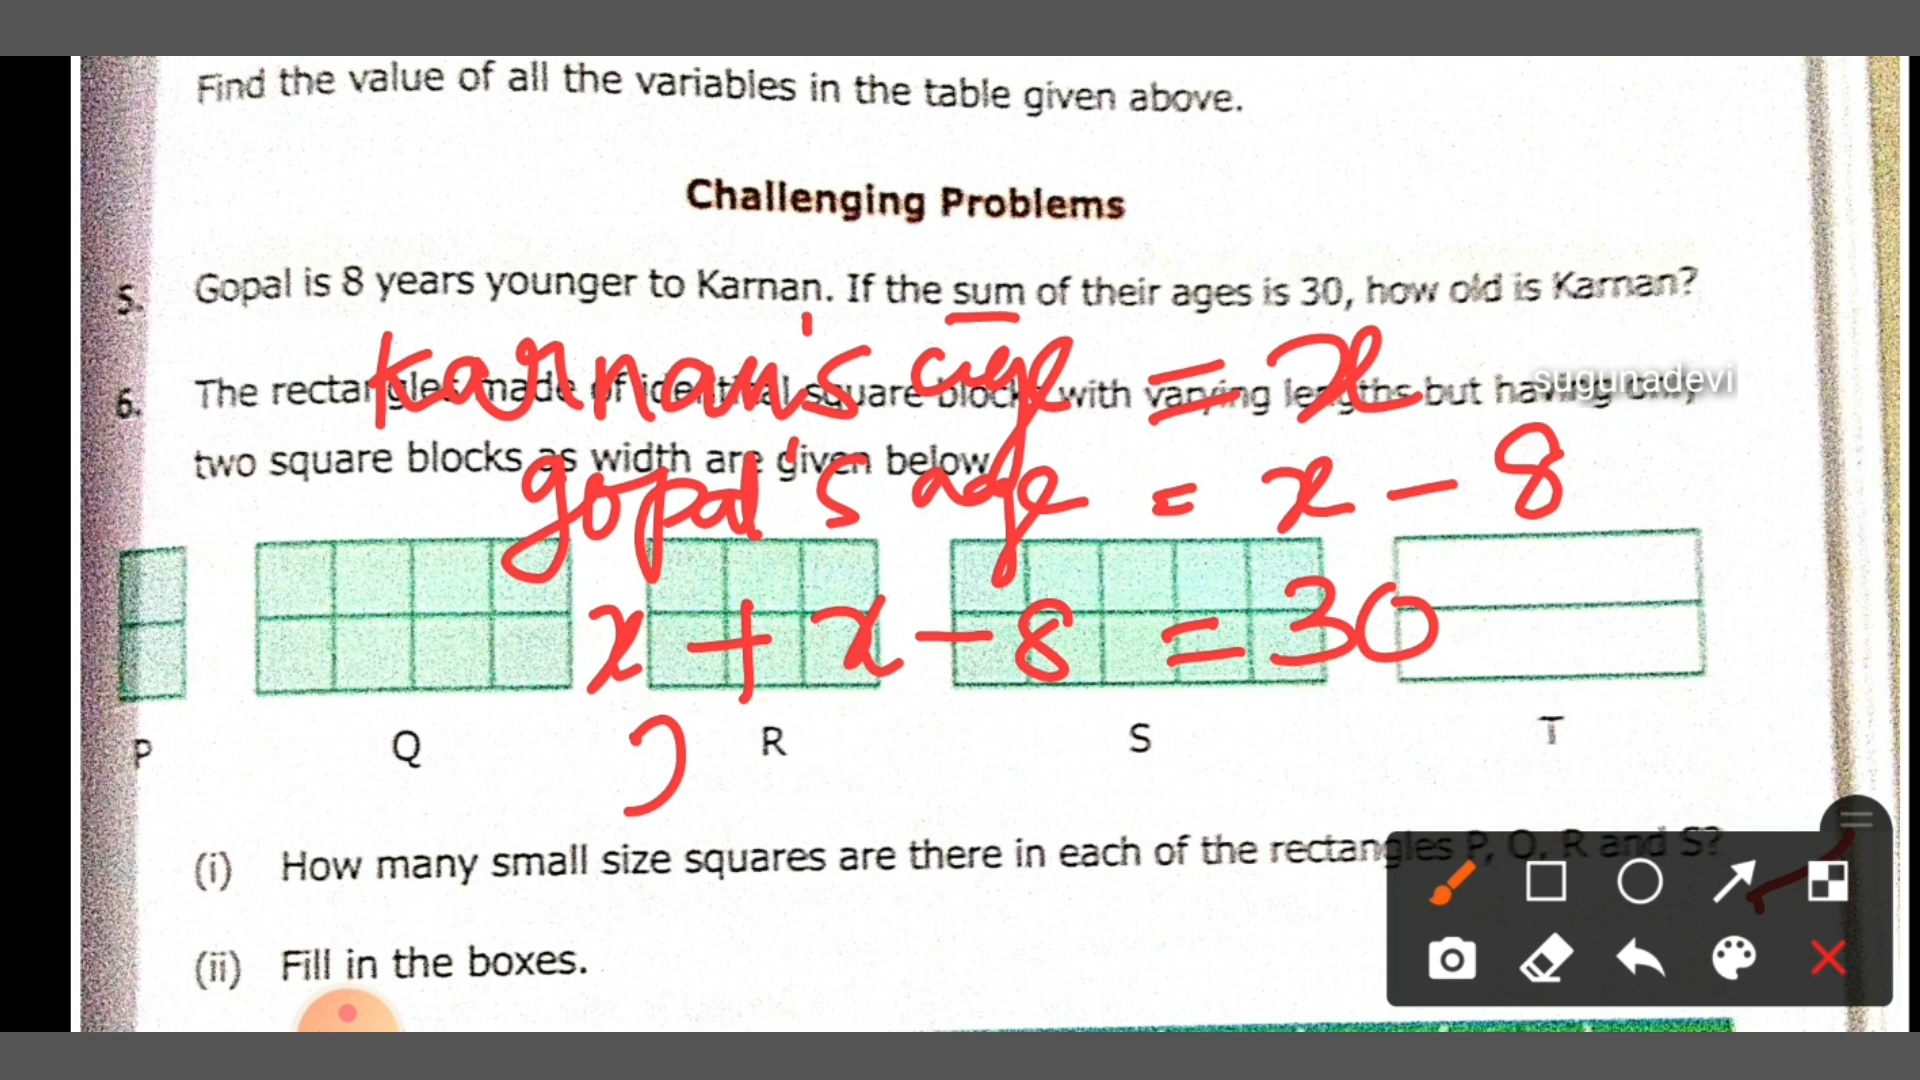 Find the value of all the variables in the table given above.
Challenging Problems
5. Gopal is 8 years younger to Karnan. If the sum of their ages is 30, how old is Karnan?
Karnan's age = x
sugunadevi
6. The rectangles made of identical square blocks with varying lengths but having only
two square blocks as width are given below
gopal's age = x - 8
x + x - 8 = 30
P Q R S T
(i) How many small size squares are there in each of the rectangles P, Q, R and S?
(ii) Fill in the boxes.